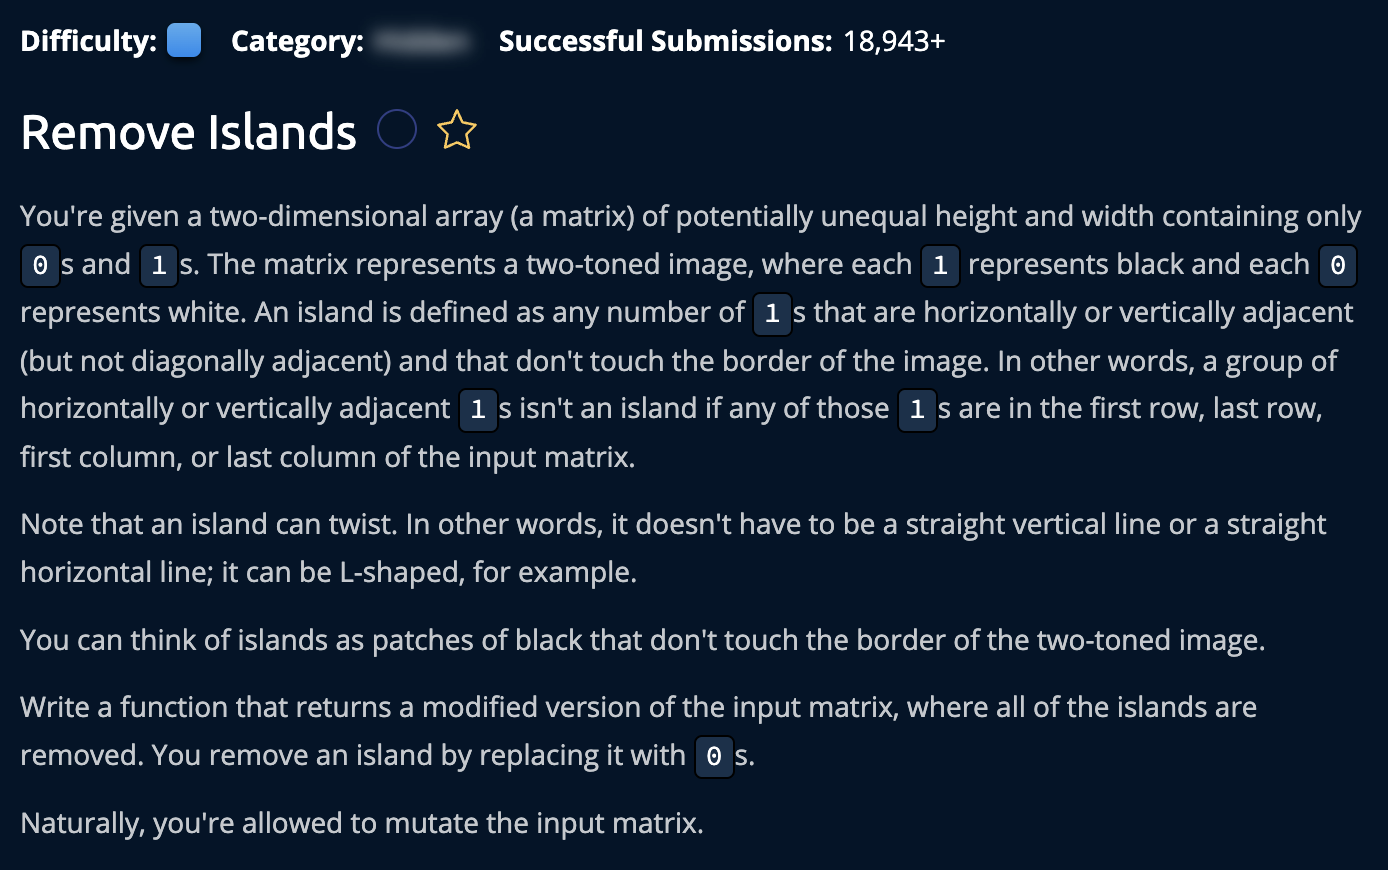 Difficulty: Category: Successful Submissions: 18,943+
Remove Islands
You're given a two-dimensional array (a matrix) of potentially unequal height and width containing only
0 s and 1 s. The matrix represents a two-toned image, where each 1 represents black and each 0
represents white. An island is defined as any number of 1 s that are horizontally or vertically adjacent
(but not diagonally adjacent) and that don't touch the border of the image. In other words, a group of
horizontally or vertically adjacent 1 s isn't an island if any of those 1 s are in the first row, last row,
first column, or last column of the input matrix.
Note that an island can twist. In other words, it doesn't have to be a straight vertical line or a straight
horizontal line; it can be L-shaped, for example.
You can think of islands as patches of black that don't touch the border of the two-toned image.
Write a function that returns a modified version of the input matrix, where all of the islands are
removed. You remove an island by replacing it with 0 s.
Naturally, you're allowed to mutate the input matrix.